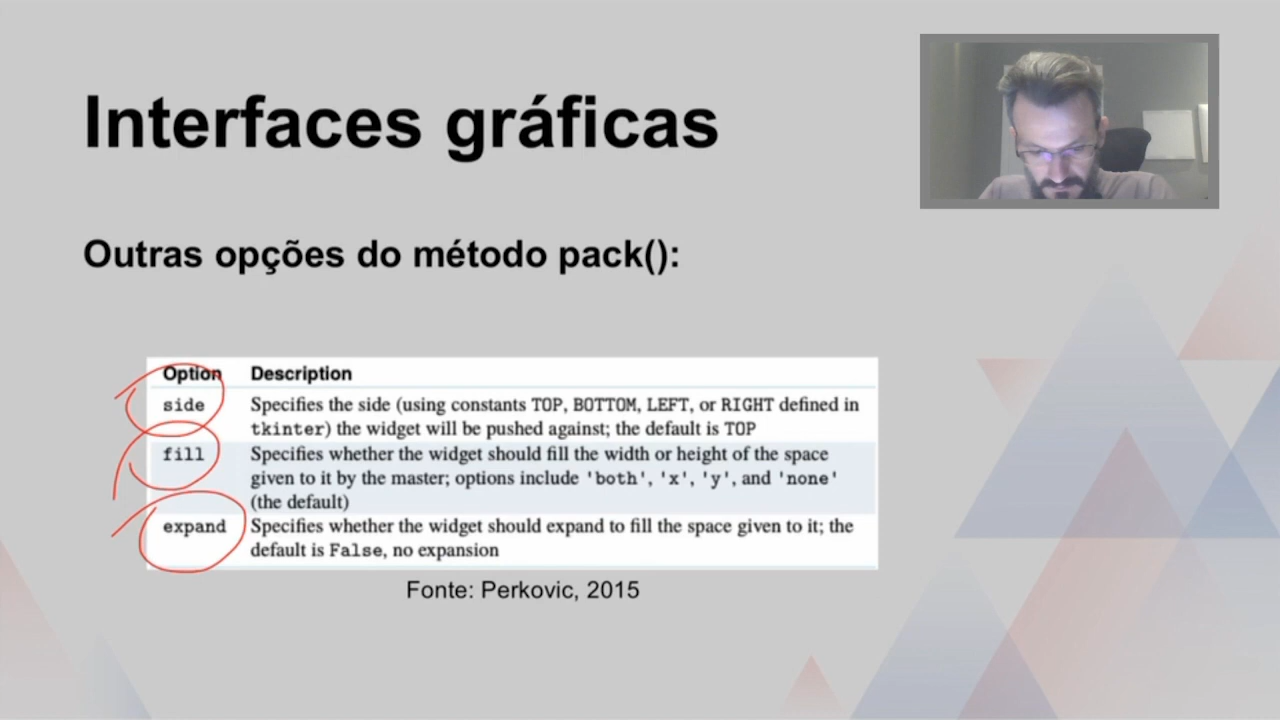 Interfaces gráficas
Outras opções do método pack():
Option Description
side Specifies the side (using constants TOP, BOTTOM, LEFT, or RIGHT defined in
tkinter) the widget will be pushed against; the default is TOP
fill Specifies whether the widget should fill the width or height of the space
given to it by the master; options include 'both', 'x', 'y', and 'none'
(the default)
expand Specifies whether the widget should expand to fill the space given to it; the
default is False, no expansion
Fonte: Perkovic, 2015